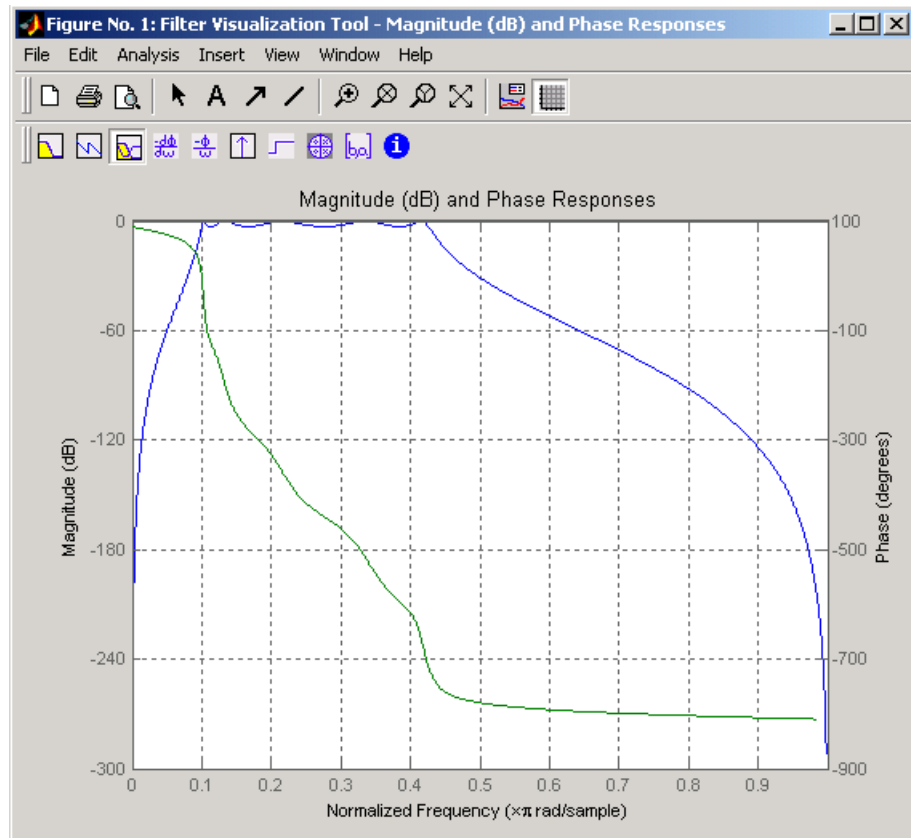 Figure No. 1: Filter Visualization Tool - Magnitude (dB) and Phase Responses
File Edit Analysis Insert View Window Help
A
-dϕ
dω
-ϕ
ω
[b,a]
i
Magnitude (dB) and Phase Responses
0
-60
-120
-180
-240
-300
Magnitude (dB)
100
-100
-300
-500
-700
-900
Phase (degrees)
0 0.1 0.2 0.3 0.4 0.5 0.6 0.7 0.8 0.9
Normalized Frequency (×π rad/sample)